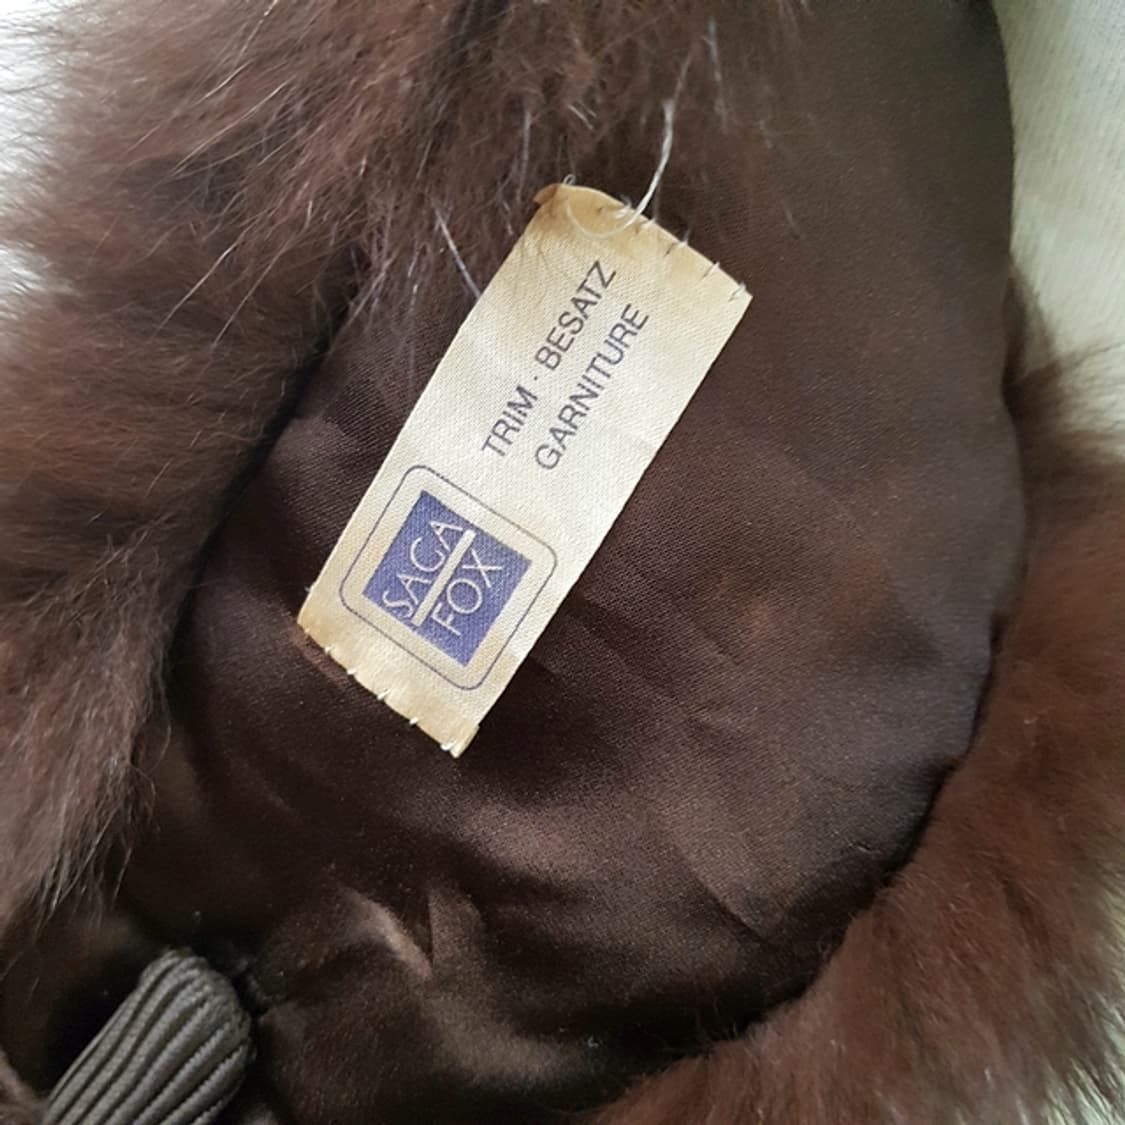 TRIM · BESATZ
GARNITURE
SAGA
FOX